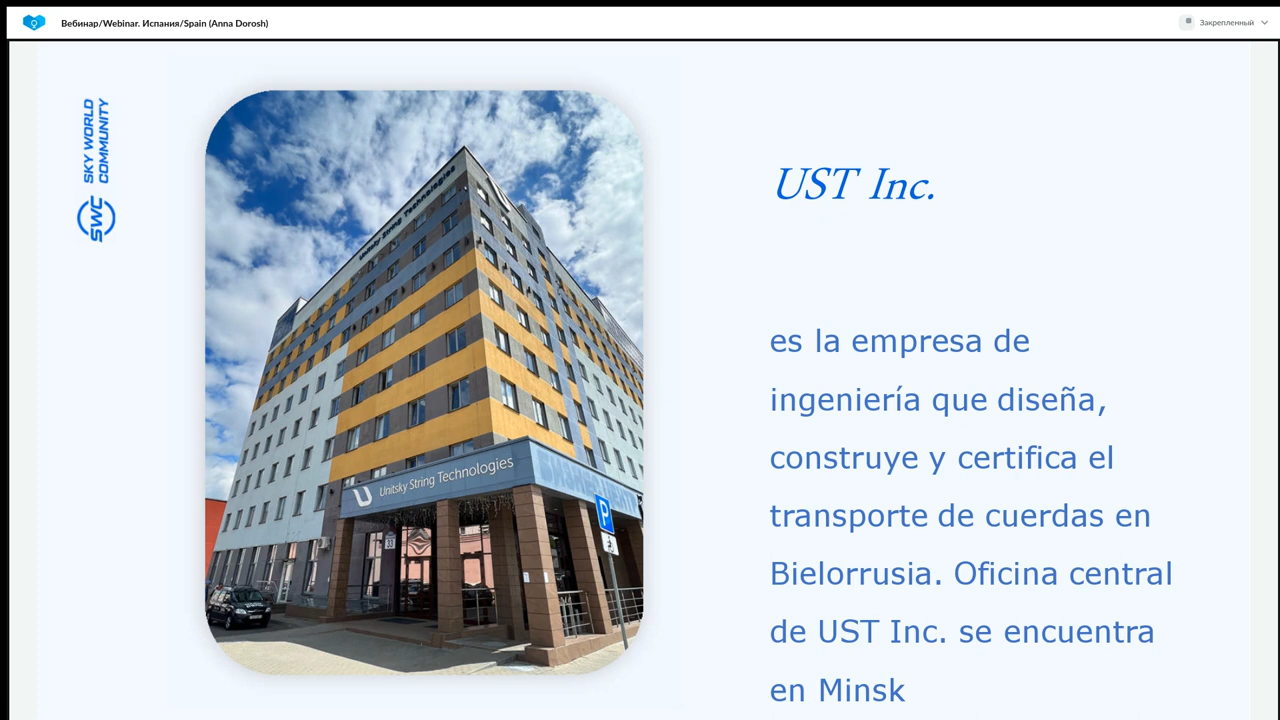 Вебинар/Webinar. Испания/Spain (Anna Dorosh)
Закрепленный
SKY WORLD
COMMUNITY
SWC
Unitsky String Technologies
Unitsky String Technologies
P
33
UST Inc.
es la empresa de
ingeniería que diseña,
construye y certifica el
transporte de cuerdas en
Bielorrusia. Oficina central
de UST Inc. se encuentra
en Minsk